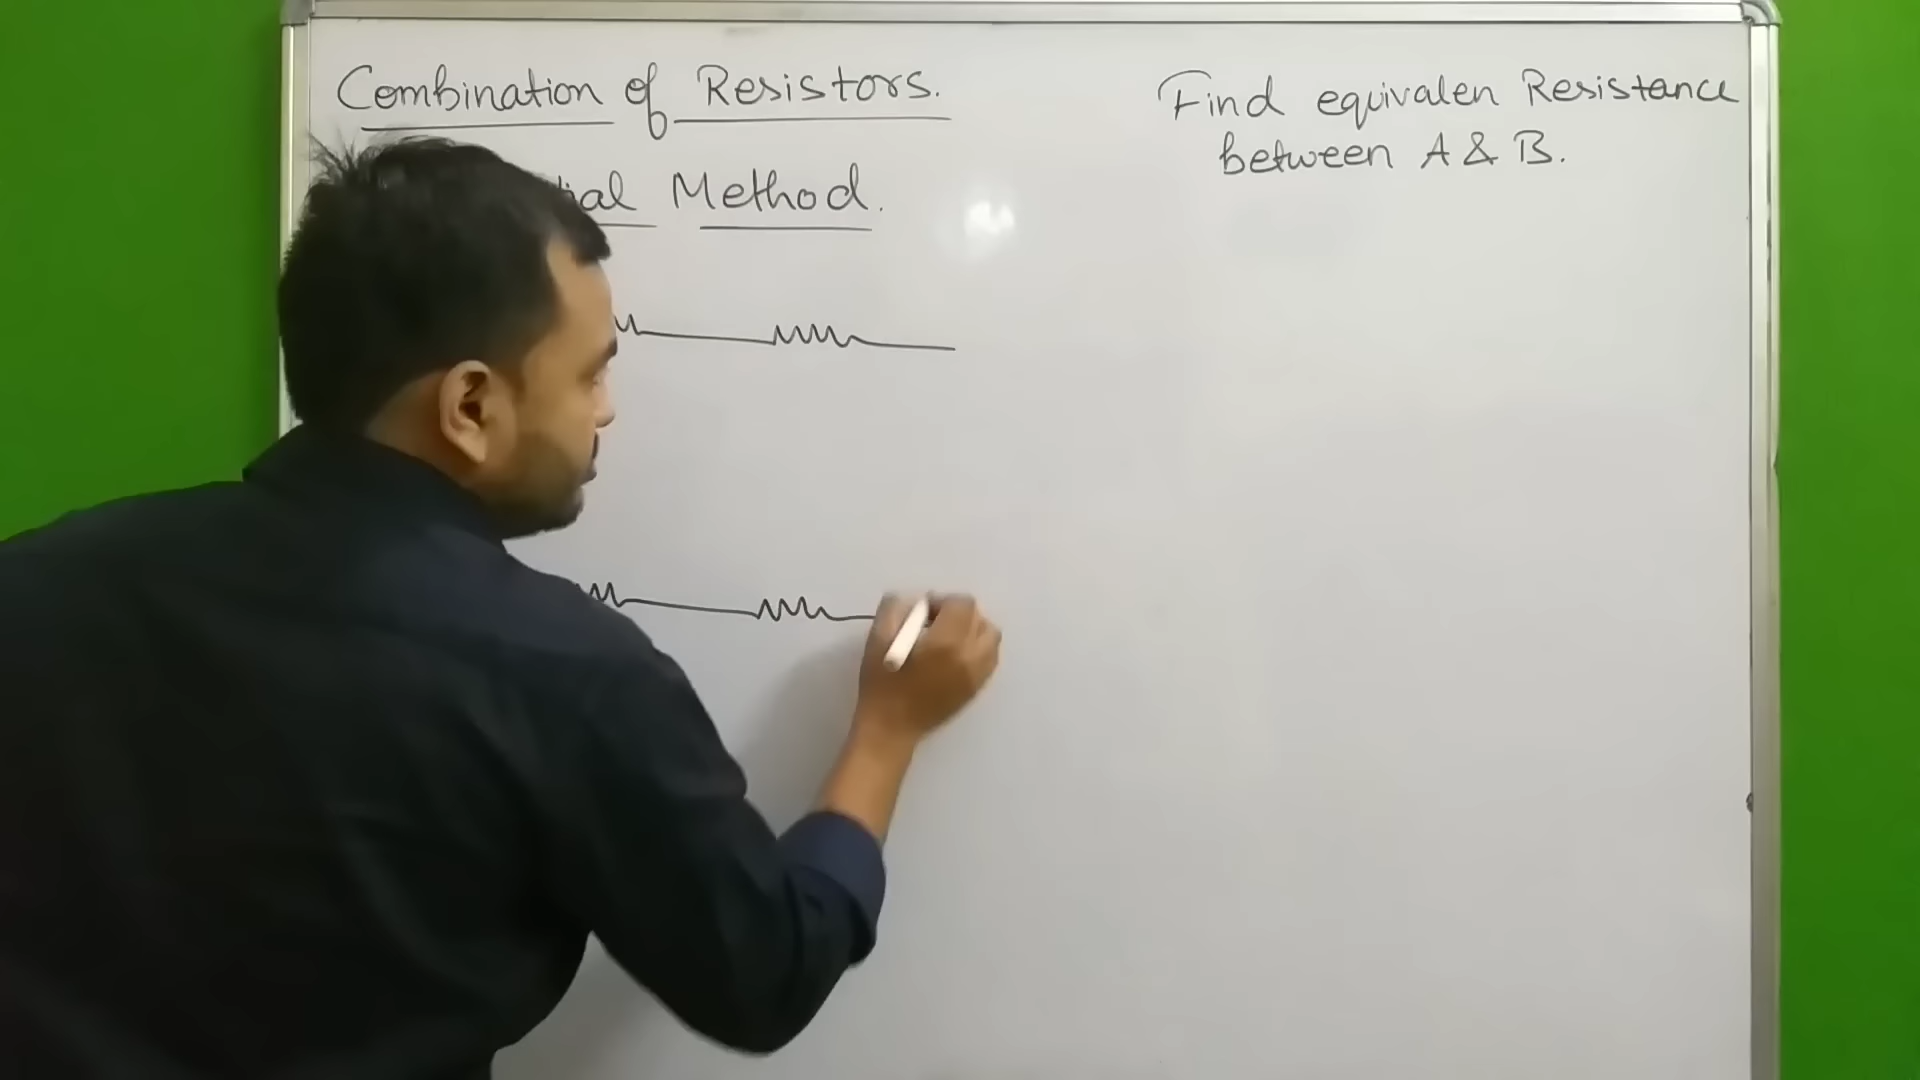 Combination of Resistors.
Method.
Find equivalen Resistance
between A & B.